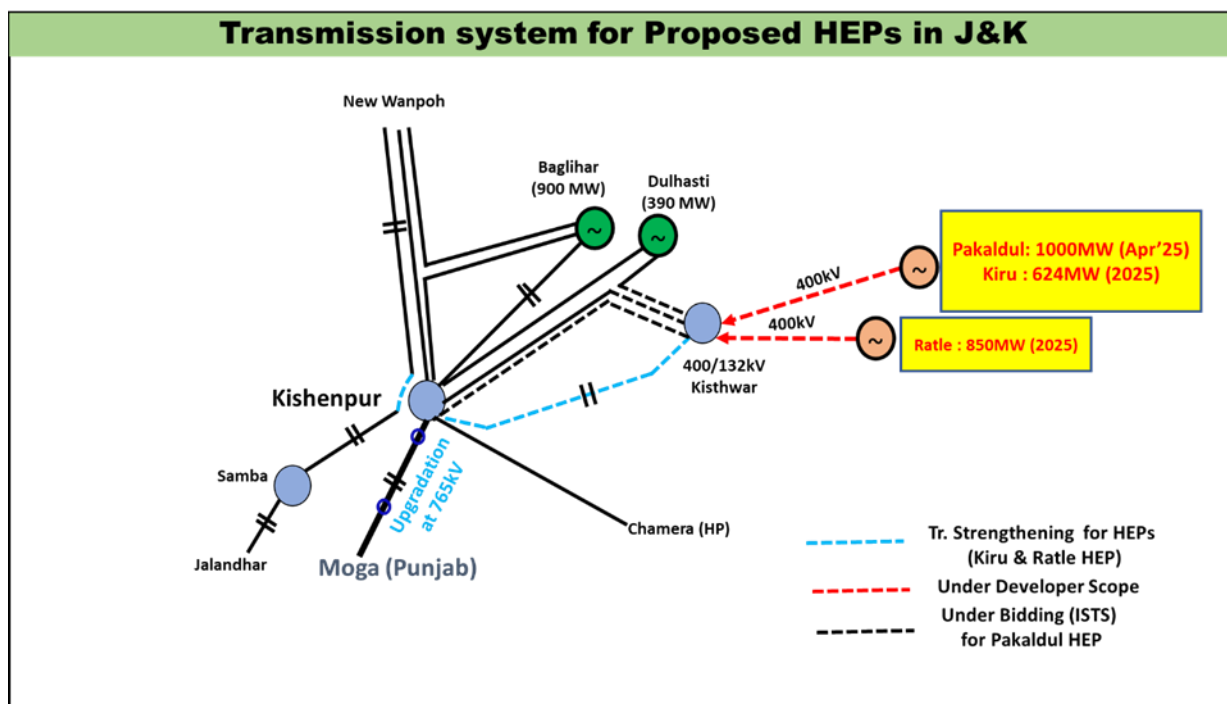 Transmission system for Proposed HEPs in J&K
New Wanpoh
Baglihar
(900 MW)
Dulhasti
(390 MW)
~
~
Pakaldul: 1000MW (Apr'25)
Kiru : 624MW (2025)
~
400kV
400kV
~
Ratle : 850MW (2025)
400/132kV
Kisthwar
Kishenpur
Samba
Upgradation
at 765kV
Chamera (HP)
Jalandhar
Moga (Punjab)
Tr. Strengthening for HEPs
(Kiru & Ratle HEP)
Under Developer Scope
Under Bidding (ISTS)
for Pakaldul HEP